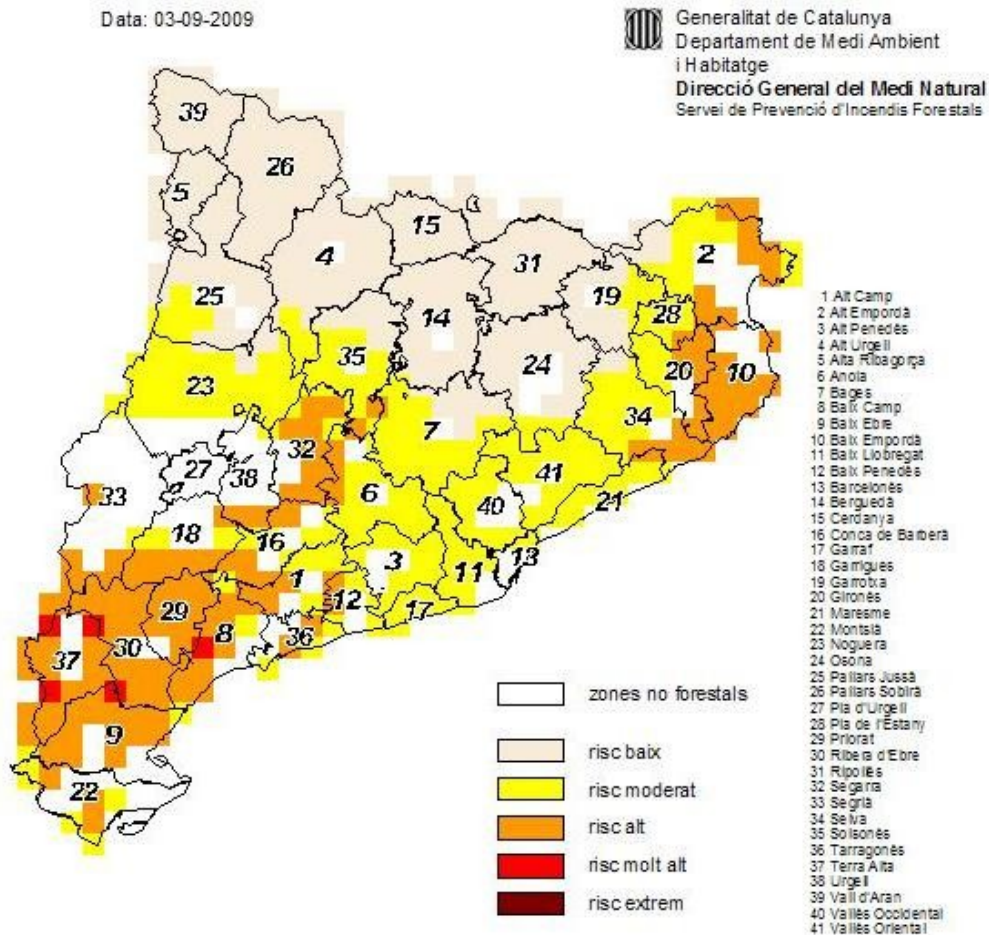 Data: 03-09-2009
Generalitat de Catalunya
Departament de Medi Ambient
i Habitatge
Direcció General del Medi Natural
Servei de Prevenció d'Incendis Forestals
39
26
5
15
4
31
2
25
19
28
14
35
24
20
10
23
34
7
32
41
27
38
33
6
40
21
18
16
3
13
1
11
12
17
29
8
36
30
37
9
22
1 Alt Camp
2 Alt Empordà
3 Alt Penedès
4 Alt Urgell
5 Alta Ribagorça
6 Anoia
7 Bages
8 Baix Camp
9 Baix Ebre
10 Baix Empordà
11 Baix Llobregat
12 Baix Penedès
13 Barcelonès
14 Berguedà
15 Cerdanya
16 Conca de Barberà
17 Garraf
18 Garrigues
19 Garrotxa
20 Gironès
21 Maresme
22 Montsià
23 Noguera
24 Osona
25 Pallars Jussà
26 Pallars Sobirà
27 Pla d'Urgell
28 Pla de l'Estany
29 Priorat
30 Ribera d'Ebre
31 Ripollès
32 Segarra
33 Segrià
34 Selva
35 Solsonès
36 Tarragonès
37 Terra Alta
38 Urgell
39 Vall d'Aran
40 Vallès Occidental
41 Vallès Oriental
zones no forestals
risc baix
risc moderat
risc alt
risc molt alt
risc extrem